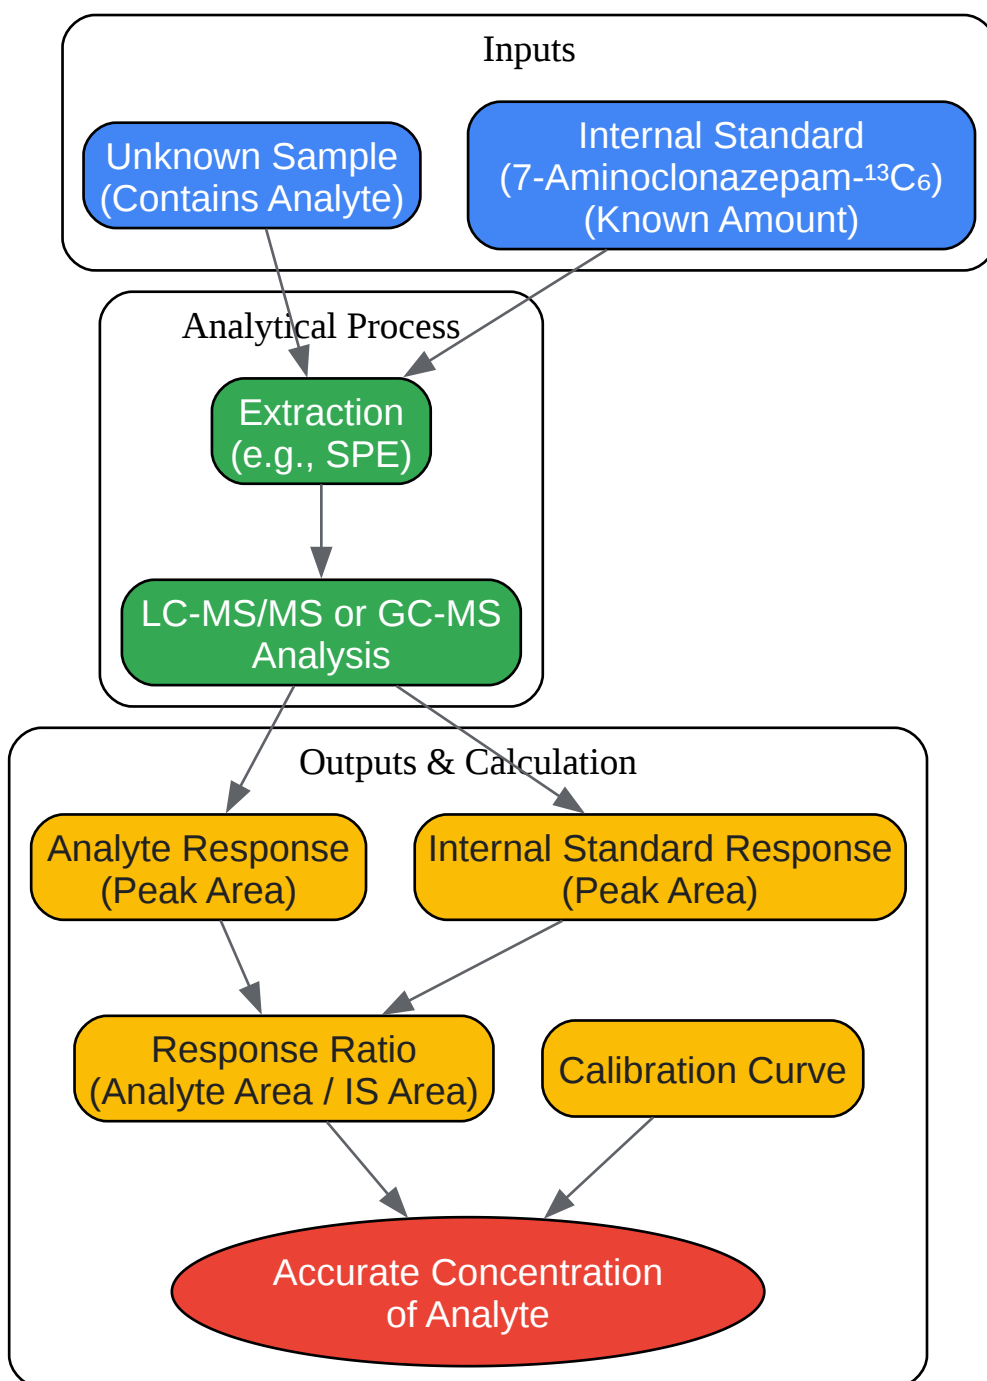 Inputs
Unknown Sample
(Contains Analyte)
Internal Standard
(7-Aminoclonazepam-¹³C₆)
(Known Amount)
Analytical Process
Extraction
(e.g., SPE)
LC-MS/MS or GC-MS
Analysis
Outputs & Calculation
Analyte Response
(Peak Area)
Internal Standard Response
(Peak Area)
Response Ratio
(Analyte Area / IS Area)
Calibration Curve
Accurate Concentration
of Analyte